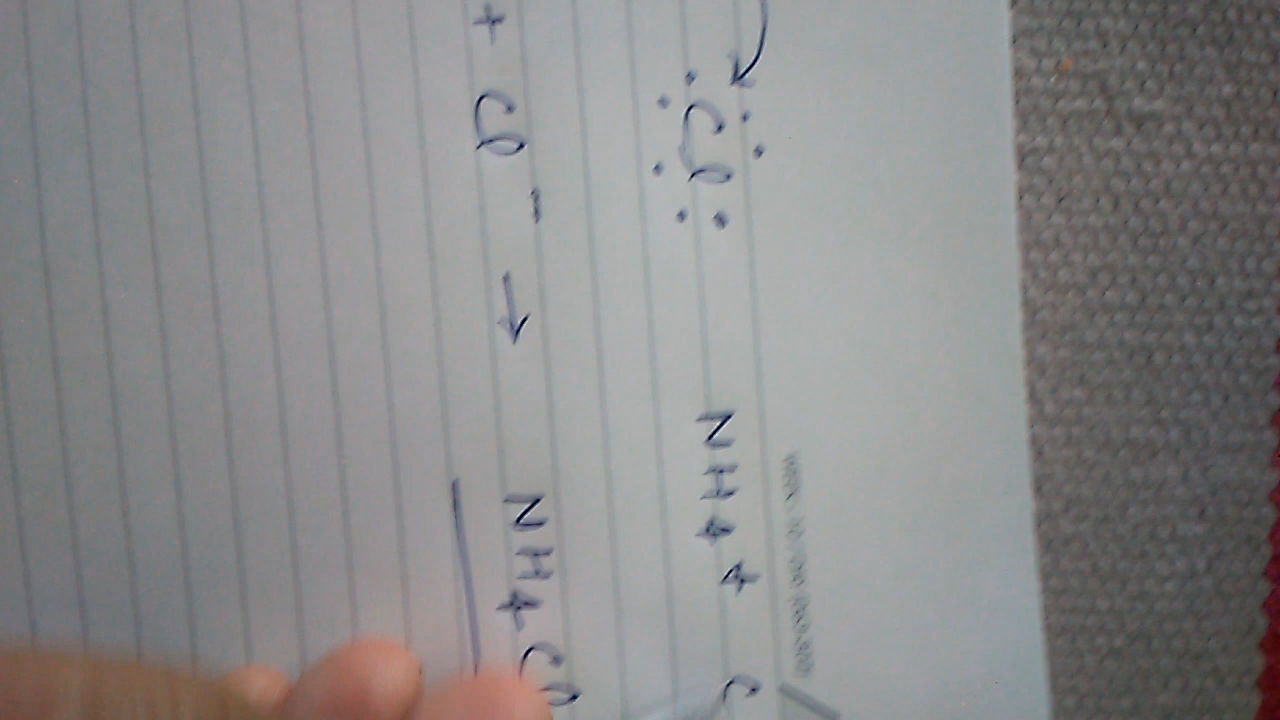 Cl NH4+ C
+ Cl - → NH4Cl